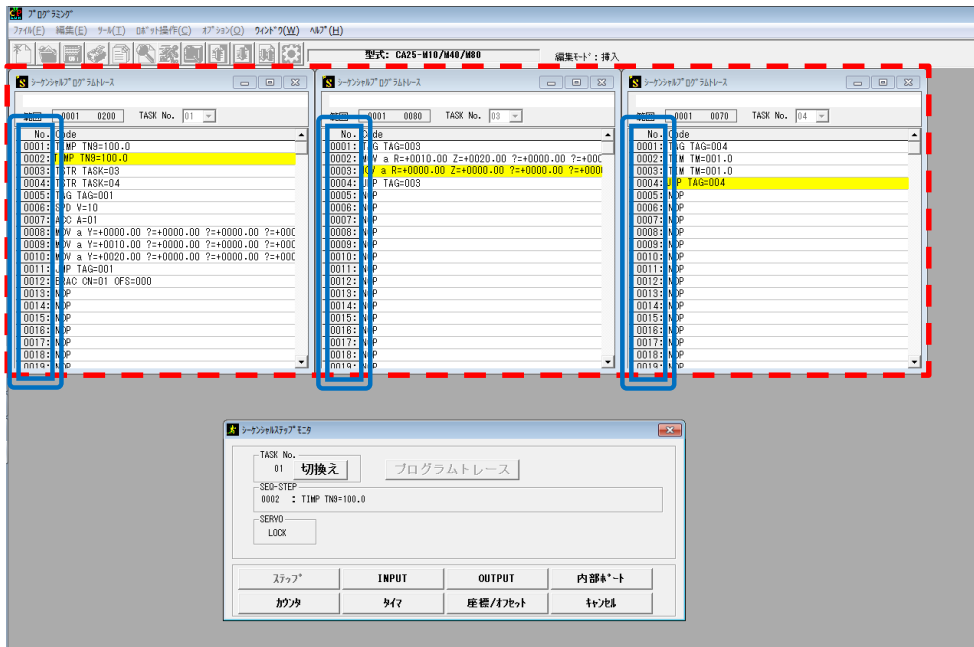 プログラミング
ファイル(F) 編集(E) ツール(T) ロボット操作(C) オプション(O) ウィンドウ(W) ヘルプ(H)
型式: CA25-M10/M40/M80 編集モード: 挿入
シーケンシャルプログラムトレース
範囲 0001 0200 TASK No. 01
No. Code
0001: TIMP TN9=100.0
0002: TIMP TN9=100.0
0003: TSTR TASK=03
0004: TSTR TASK=04
0005: TAG TAG=001
0006: SPD V=10
0007: ACC A=01
0008: MOV a Y=+0000.00 ?=+0000.00 ?=+0000.00 ?=+000
0009: MOV a Y=+0010.00 ?=+0000.00 ?=+0000.00 ?=+000
0010: MOV a Y=+0020.00 ?=+0000.00 ?=+0000.00 ?=+000
0011: JMP TAG=001
0012: BRAC CN=01 OFS=000
0013: NOP
0014: NOP
0015: NOP
0016: NOP
0017: NOP
0018: NOP
0019: NOP
シーケンシャルプログラムトレース
範囲 0001 0080 TASK No. 03
No. Code
0001: TAG TAG=003
0002: MOV a R=+0010.00 Z=+0020.00 ?=+0000.00 ?=+000
0003: MOV a R=+0000.00 Z=+0000.00 ?=+0000.00 ?=+000
0004: JMP TAG=003
0005: NOP
0006: NOP
0007: NOP
0008: NOP
0009: NOP
0010: NOP
0011: NOP
0012: NOP
0013: NOP
0014: NOP
0015: NOP
0016: NOP
0017: NOP
0018: NOP
0019: NOP
シーケンシャルプログラムトレース
範囲 0001 0070 TASK No. 04
No. Code
0001: TAG TAG=004
0002: TIM TM=001.0
0003: TIM TM=001.0
0004: JMP TAG=004
0005: NOP
0006: NOP
0007: NOP
0008: NOP
0009: NOP
0010: NOP
0011: NOP
0012: NOP
0013: NOP
0014: NOP
0015: NOP
0016: NOP
0017: NOP
0018: NOP
0019: NOP
シーケンシャルステップモニタ
TASK No.
01 切換え プログラムトレース
SEQ-STEP
0002 : TIMP TN9=100.0
SERVO
LOCK
ステップ INPUT OUTPUT 内部ポート
カウンタ タイマ 座標/オフセット キャンセル